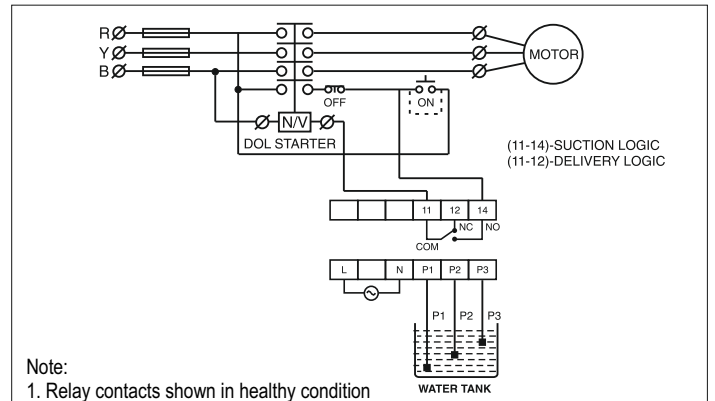 R
Y
B
MOTOR
OFF
ON
N/V
DOL STARTER
(11-14)-SUCTION LOGIC
(11-12)-DELIVERY LOGIC
11 12 14
NC NO
COM
L N P1 P2 P3
P1 P2 P3
WATER TANK
Note:
1. Relay contacts shown in healthy condition